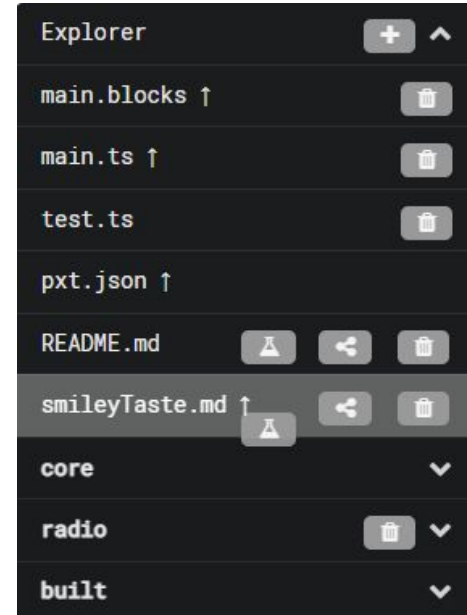 Explorer
main.blocks ↑
main.ts ↑
test.ts
pxt.json ↑
README.md
smileyTaste.md ↑
core
radio
built